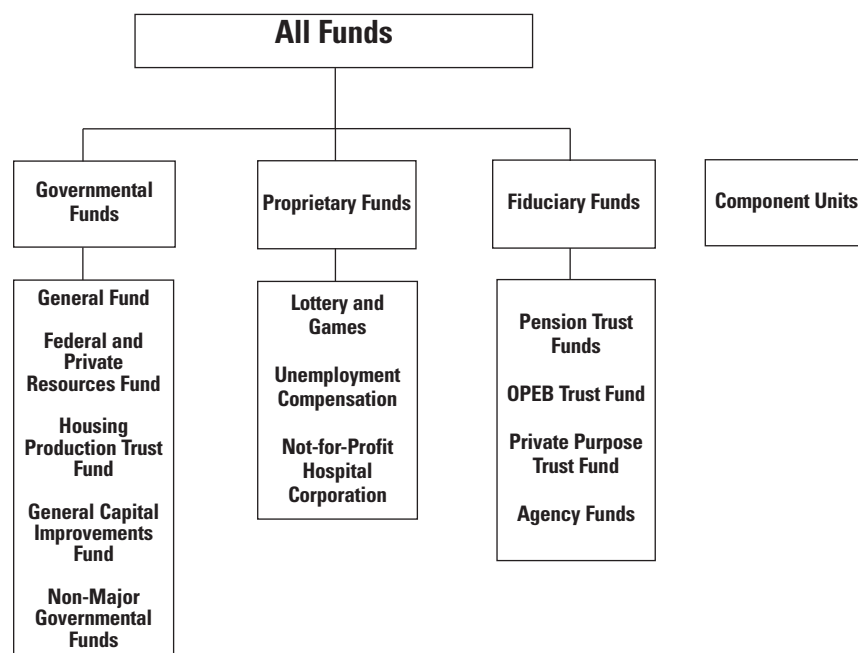 All Funds
Governmental
Funds
Proprietary Funds
Fiduciary Funds
Component Units
General Fund
Federal and
Private
Resources Fund
Housing
Production Trust
Fund
General Capital
Improvements
Fund
Non-Major
Governmental
Funds
Lottery and
Games
Unemployment
Compensation
Not-for-Profit
Hospital
Corporation
Pension Trust
Funds
OPEB Trust Fund
Private Purpose
Trust Fund
Agency Funds